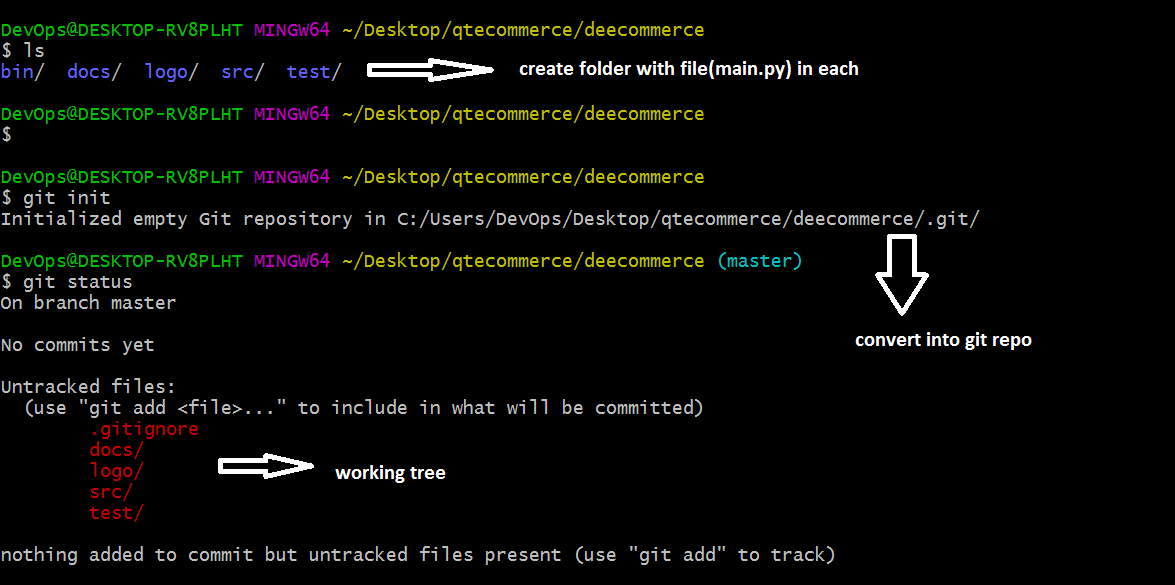 DevOps@DESKTOP-RV8PLHT MINGW64 ~/Desktop/qtecommerce/deecommerce
$ ls
bin/  docs/  logo/  src/  test/ create folder with file(main.py) in each
DevOps@DESKTOP-RV8PLHT MINGW64 ~/Desktop/qtecommerce/deecommerce
$
DevOps@DESKTOP-RV8PLHT MINGW64 ~/Desktop/qtecommerce/deecommerce
$ git init
Initialized empty Git repository in C:/Users/DevOps/Desktop/qtecommerce/deecommerce/.git/
DevOps@DESKTOP-RV8PLHT MINGW64 ~/Desktop/qtecommerce/deecommerce (master)
$ git status
On branch master
convert into git repo
No commits yet
Untracked files:
  (use "git add <file>..." to include in what will be committed)
        .gitignore
        docs/
        logo/
working tree
        src/
        test/
nothing added to commit but untracked files present (use "git add" to track)